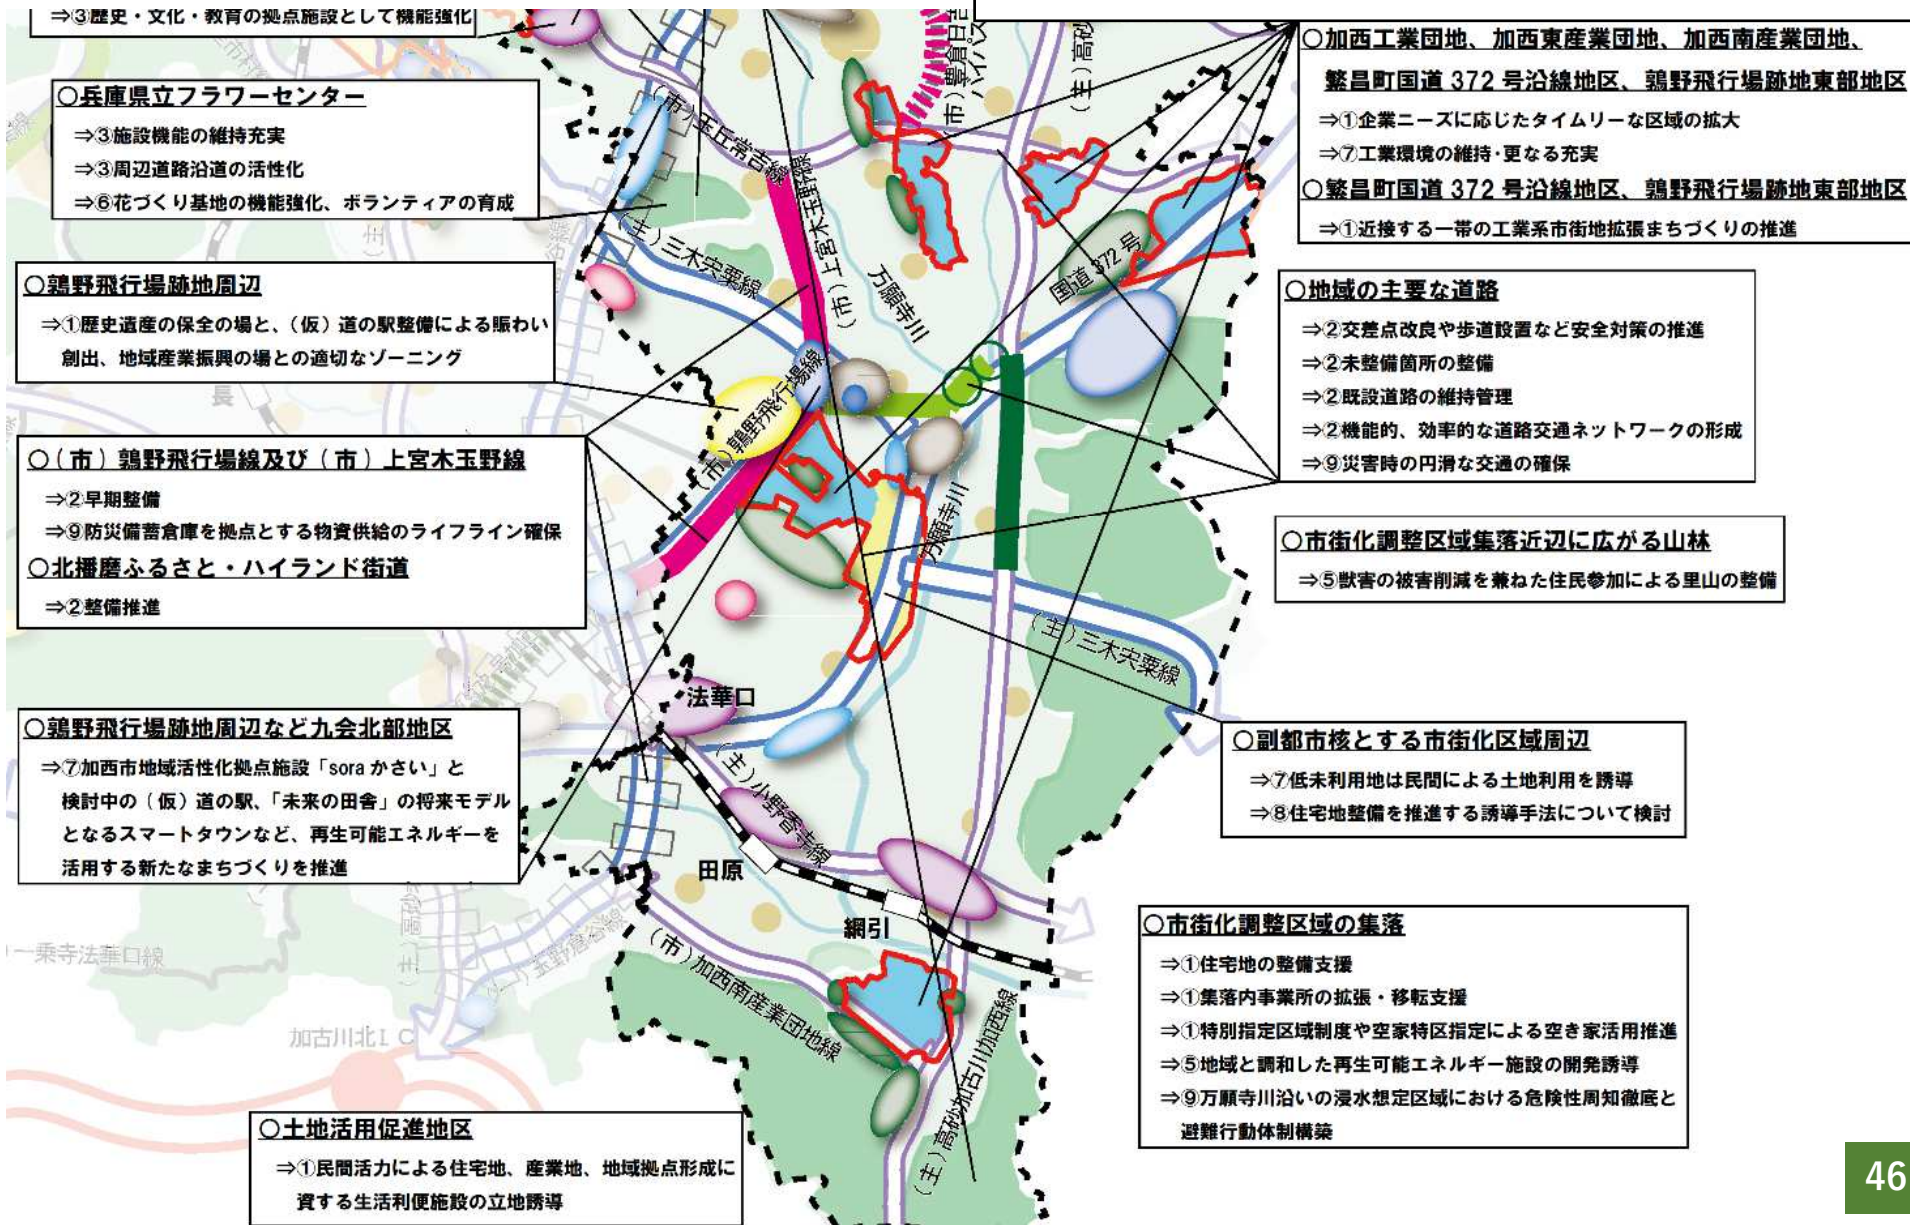 ⇒③歴史・文化・教育の拠点施設として機能強化
○兵庫県立フラワーセンター
⇒③施設機能の維持充実
⇒③周辺道路沿道の活性化
⇒⑥花づくり基地の機能強化、ボランティアの育成
○鶉野飛行場跡地周辺
⇒①歴史遺産の保全の場と、（仮）道の駅整備による賑わい
創出、地域産業振興の場との適切なゾーニング
○（市）鶉野飛行場線及び（市）上宮木玉野線
⇒②早期整備
⇒⑨防災備蓄倉庫を拠点とする物資供給のライフライン確保
○北播磨ふるさと・ハイランド街道
⇒②整備推進
○鶉野飛行場跡地周辺など九会北部地区
⇒⑦加西市地域活性化拠点施設「sora かさい」と
検討中の（仮）道の駅、「未来の田舎」の将来モデル
となるスマートタウンなど、再生可能エネルギーを
活用する新たなまちづくりを推進
○土地活用促進地区
⇒①民間活力による住宅地、産業地、地域拠点形成に
資する生活利便施設の立地誘導
（市）玉丘常吉線
（市）上宮木玉野線
（市）豊倉日吉
バイパス
（主）高砂
（主）三木宍粟線
万願寺川
国道 372 号
（市）鶉野飛行場線
万願寺川
（主）三木宍粟線
法華口
（主）小野香寺線
田原
網引
（市）加西南産業団地線
（主）高砂加古川加西線
長
一乗寺法華口線
加古川北ＩＣ
○加西工業団地、加西東産業団地、加西南産業団地、
繁昌町国道 372 号沿線地区、鶉野飛行場跡地東部地区
⇒①企業ニーズに応じたタイムリーな区域の拡大
⇒⑦工業環境の維持・更なる充実
○繁昌町国道 372 号沿線地区、鶉野飛行場跡地東部地区
⇒①近接する一帯の工業系市街地拡張まちづくりの推進
○地域の主要な道路
⇒②交差点改良や歩道設置など安全対策の推進
⇒②未整備箇所の整備
⇒②既設道路の維持管理
⇒②機能的、効率的な道路交通ネットワークの形成
⇒⑨災害時の円滑な交通の確保
○市街化調整区域集落近辺に広がる山林
⇒⑤獣害の被害削減を兼ねた住民参加による里山の整備
○副都市核とする市街化区域周辺
⇒⑦低未利用地は民間による土地利用を誘導
⇒⑧住宅地整備を推進する誘導手法について検討
○市街化調整区域の集落
⇒①住宅地の整備支援
⇒①集落内事業所の拡張・移転支援
⇒①特別指定区域制度や空家特区指定による空き家活用推進
⇒⑤地域と調和した再生可能エネルギー施設の開発誘導
⇒⑨万願寺川沿いの浸水想定区域における危険性周知徹底と
避難行動体制構築
46